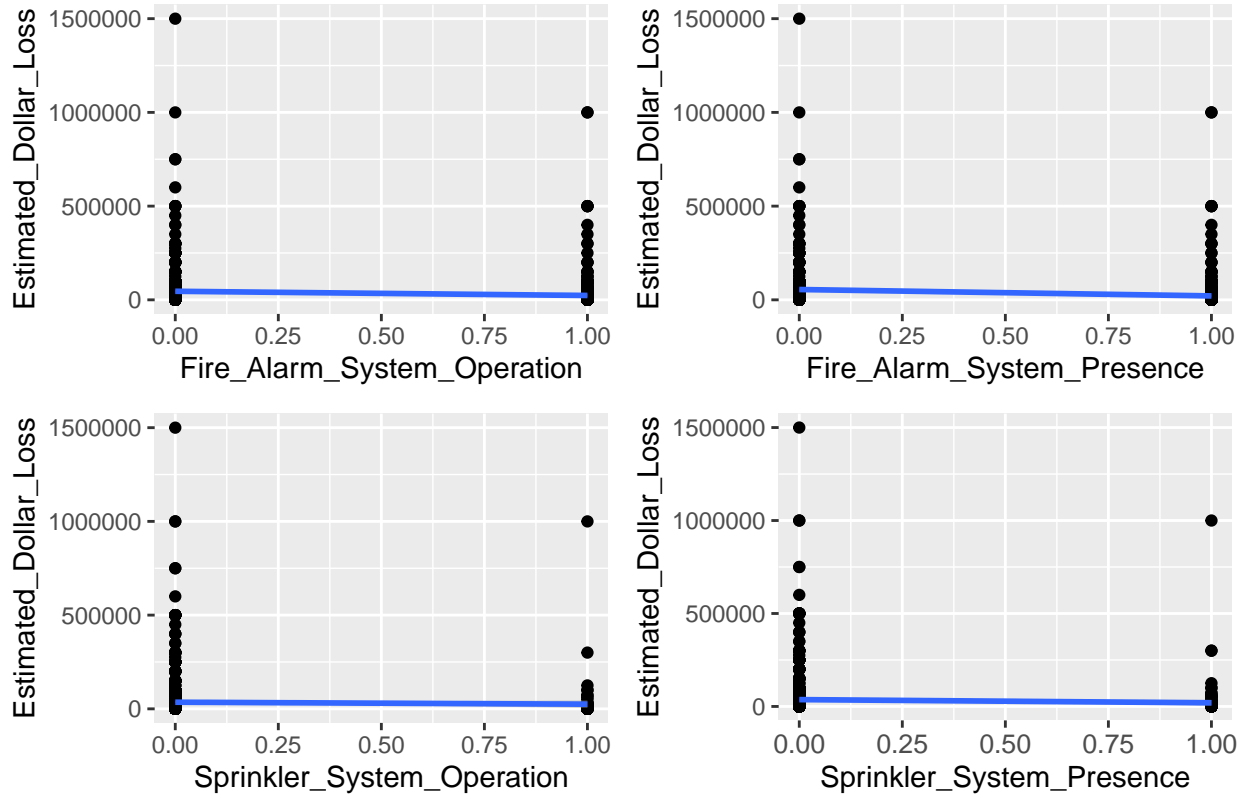 Estimated_Dollar_Loss
1500000
1000000
500000
0
0.00 0.25 0.50 0.75 1.00
Fire_Alarm_System_Operation
Estimated_Dollar_Loss
1500000
1000000
500000
0
0.00 0.25 0.50 0.75 1.00
Fire_Alarm_System_Presence
Estimated_Dollar_Loss
1500000
1000000
500000
0
0.00 0.25 0.50 0.75 1.00
Sprinkler_System_Operation
Estimated_Dollar_Loss
1500000
1000000
500000
0
0.00 0.25 0.50 0.75 1.00
Sprinkler_System_Presence